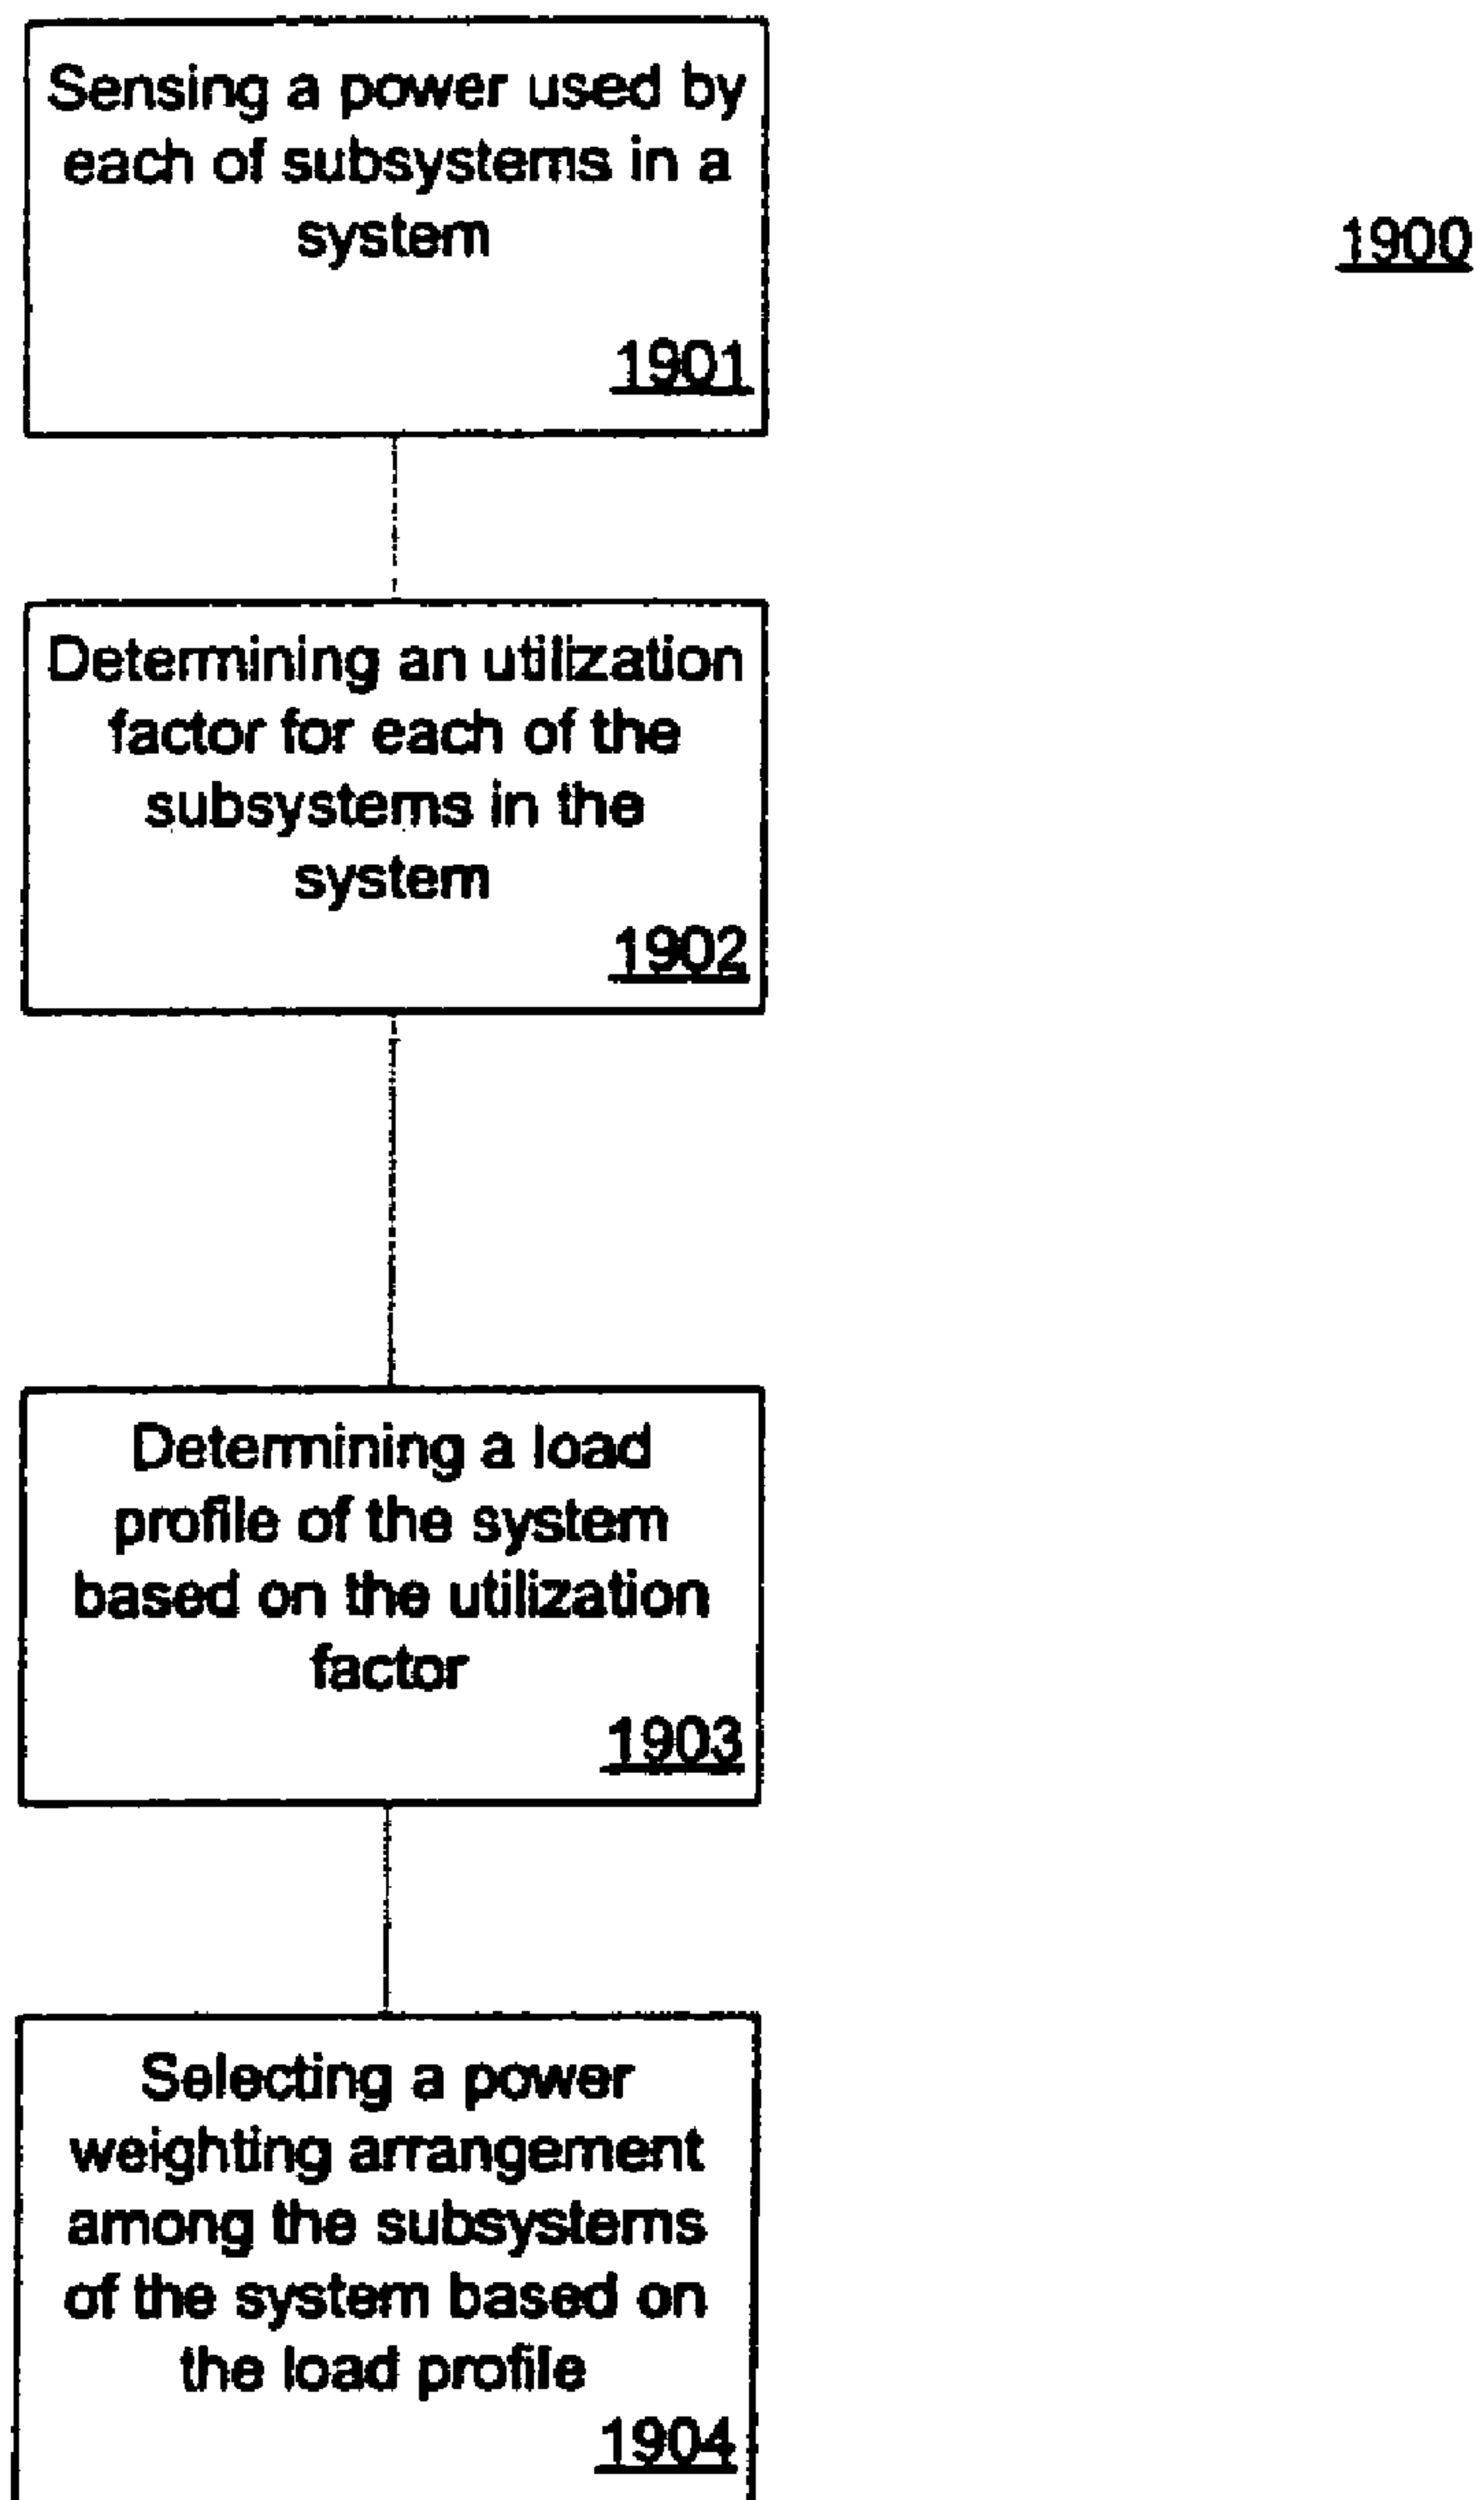 Sensing a power used by
each of subsystems in a
system
1900
1901
Determining an utilization
factor for each of the
subsystems in the
system
1902
Determining a load
profile of the system
based on the utilization
factor
1903
Selecting a power
weighting arrangement
among the subsystems
of the system based on
the load profile
1904